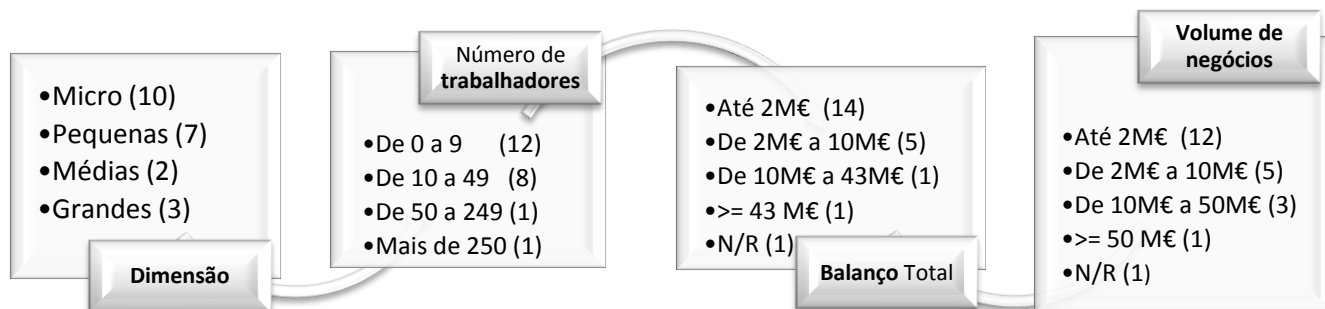 •Micro (10)
•Pequenas (7)
•Médias (2)
•Grandes (3)
Dimensão
Número de
trabalhadores
•De 0 a 9 (12)
•De 10 a 49 (8)
•De 50 a 249 (1)
•Mais de 250 (1)
•Até 2M€ (14)
•De 2M€ a 10M€ (5)
•De 10M€ a 43M€ (1)
•>= 43 M€ (1)
•N/R (1)
Balanço Total
Volume de
negócios
•Até 2M€ (12)
•De 2M€ a 10M€ (5)
•De 10M€ a 50M€ (3)
•>= 50 M€ (1)
•N/R (1)